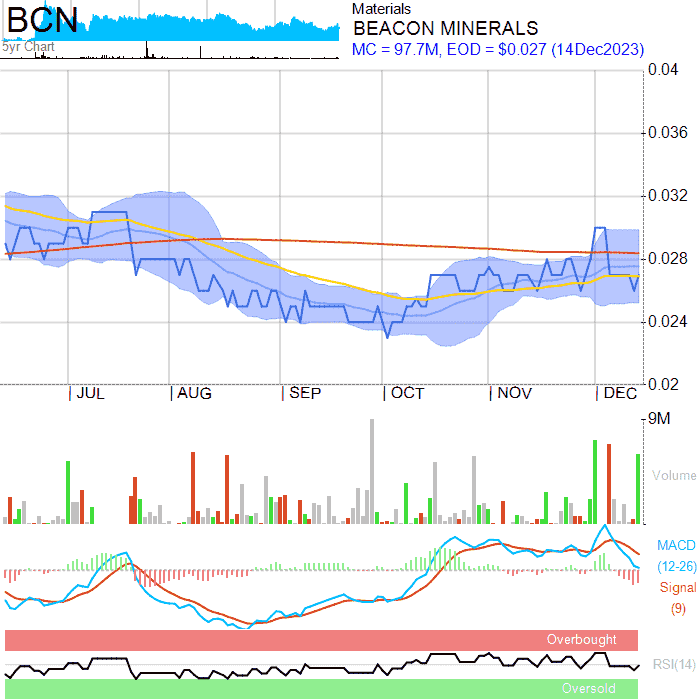 BCN
5yr Chart
Materials
BEACON MINERALS
MC = 97.7M, EOD = $0.027 (14Dec2023)
0.04
0.036
0.032
0.028
0.024
0.02
JUL AUG SEP OCT NOV DEC
9M
Volume
MACD
(12-26)
Signal
(9)
Overbought
RSI(14)
Oversold